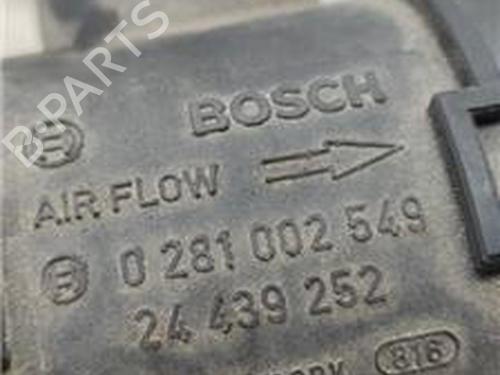 B-PARTS
BOSCH
AIR FLOW
0 281 002 549
24 439 252
816